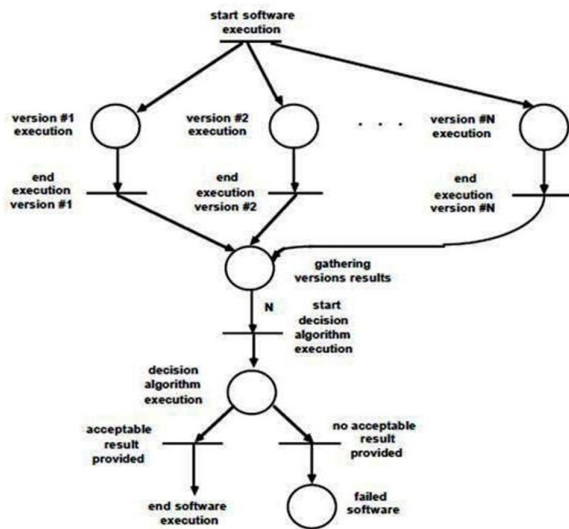 start software
execution
version #1
execution
version #2
execution
. . . .
version #N
execution
end
execution
version #1
end
execution
version #2
end
execution
version #N
gathering
versions results
N
start
decision
algorithm
execution
decision
algorithm
execution
acceptable
result
provided
no acceptable
result
provided
end software
execution
failed
software